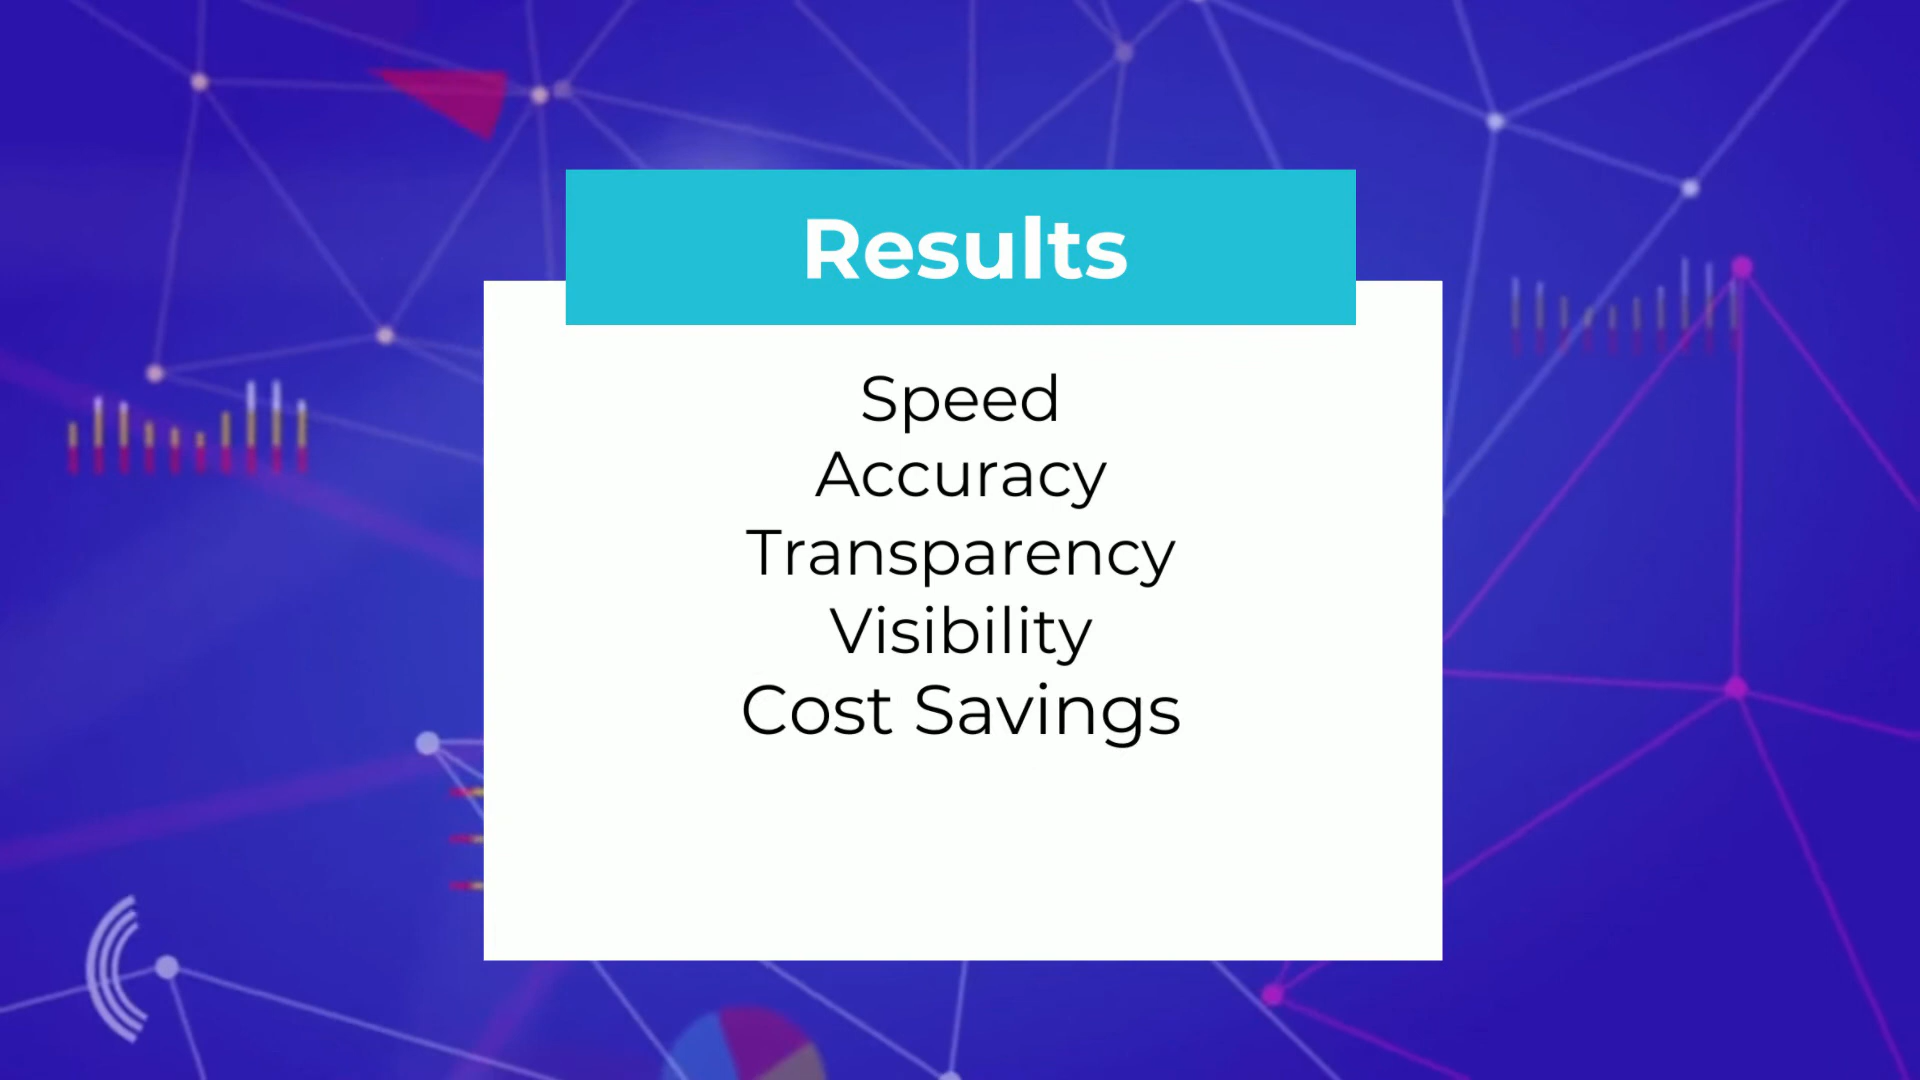 Results
Speed
Accuracy
Transparency
Visibility
Cost Savings